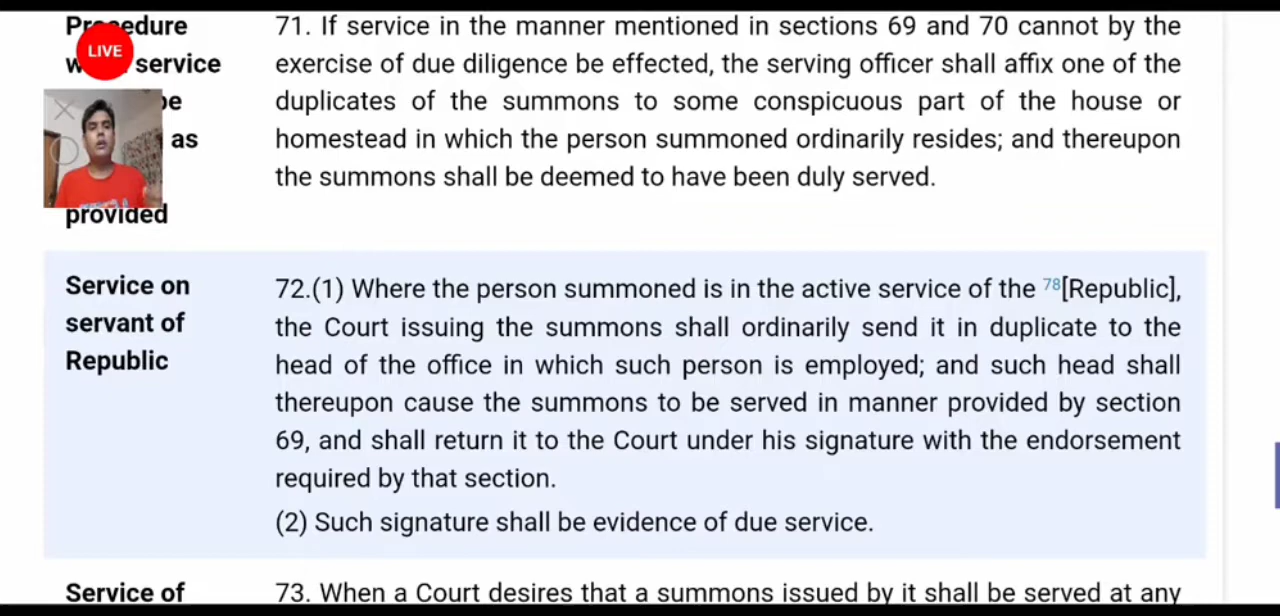 Pr edure
w service
be
as
provided
LIVE
71. If service in the manner mentioned in sections 69 and 70 cannot by the
exercise of due diligence be effected, the serving officer shall affix one of the
duplicates of the summons to some conspicuous part of the house or
homestead in which the person summoned ordinarily resides; and thereupon
the summons shall be deemed to have been duly served.
Service on
servant of
Republic
72.(1) Where the person summoned is in the active service of the 78[Republic],
the Court issuing the summons shall ordinarily send it in duplicate to the
head of the office in which such person is employed; and such head shall
thereupon cause the summons to be served in manner provided by section
69, and shall return it to the Court under his signature with the endorsement
required by that section.
(2) Such signature shall be evidence of due service.
Service of
73. When a Court desires that a summons issued by it shall be served at any